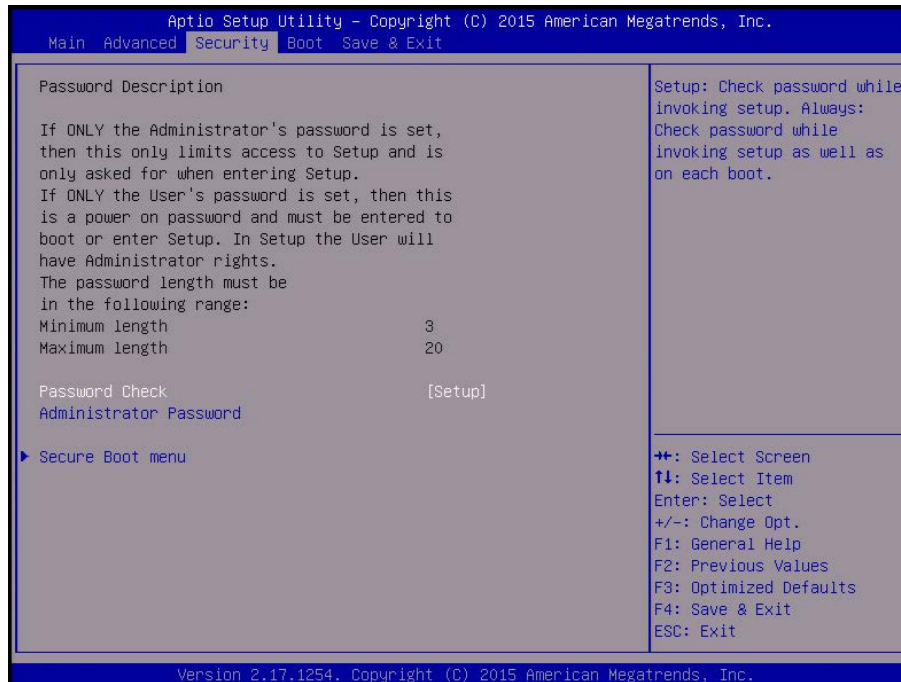 Aptio Setup Utility – Copyright (C) 2015 American Megatrends, Inc.
Main Advanced Security Boot Save & Exit
Password Description
If ONLY the Administrator's password is set,
then this only limits access to Setup and is
only asked for when entering Setup.
If ONLY the User's password is set, then this
is a power on password and must be entered to
boot or enter Setup. In Setup the User will
have Administrator rights.
The password length must be
in the following range:
Minimum length 3
Maximum length 20
Password Check [Setup]
Administrator Password
Secure Boot menu
Setup: Check password while
invoking setup. Always:
Check password while
invoking setup as well as
on each boot.
→←: Select Screen
↑↓: Select Item
Enter: Select
+/-: Change Opt.
F1: General Help
F2: Previous Values
F3: Optimized Defaults
F4: Save & Exit
ESC: Exit
Version 2.17.1254. Copyright (C) 2015 American Megatrends, Inc.